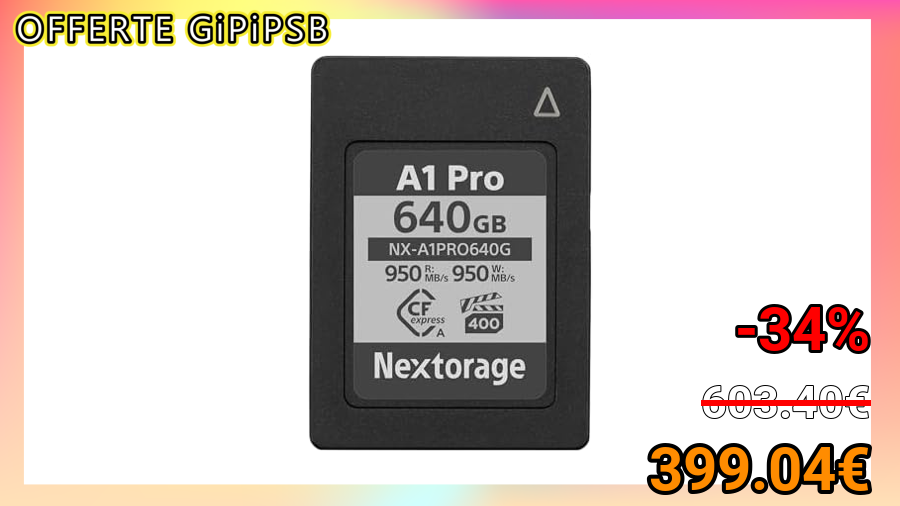 OFFERTE GiPiPSB
A1 Pro
640GB
NX-A1PRO640G
950 R: MB/s 950 W: MB/s
CF express A
400
Nextorage
-34%
603.40€
399.04€